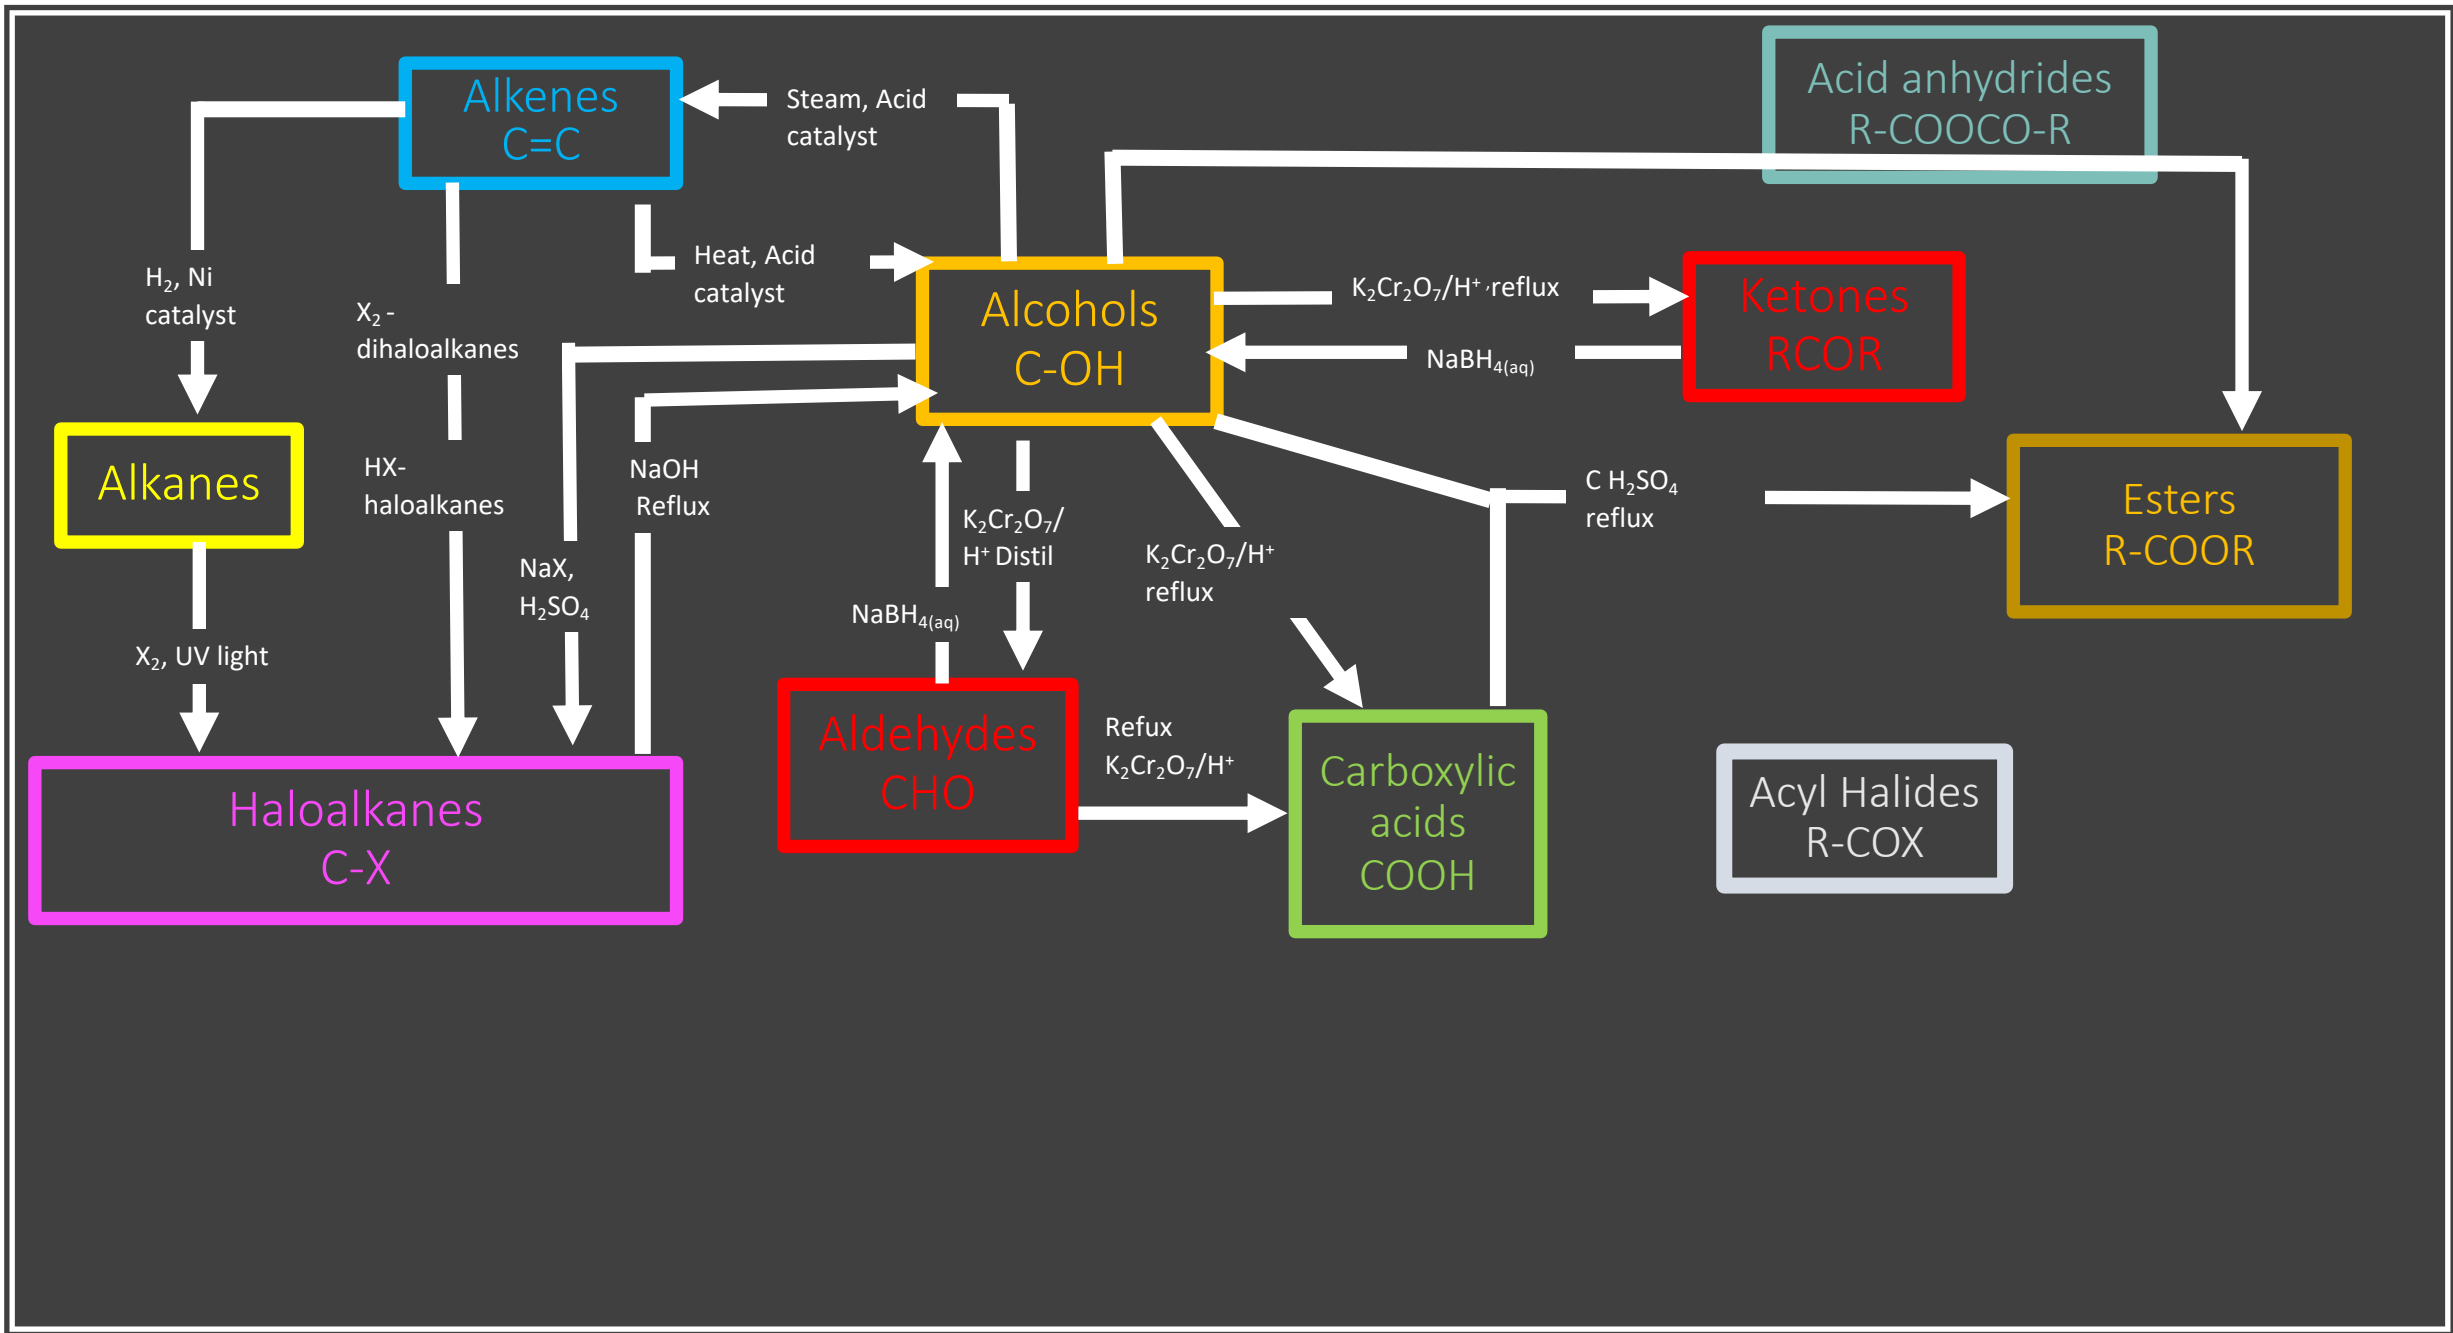 Alkenes
C=C
Steam, Acid
catalyst
Acid anhydrides
R-COOCO-R
Heat, Acid
catalyst
H₂, Ni
catalyst
X₂ -
dihaloalkanes
Alcohols
C-OH
K₂Cr₂O₇/H⁺ ,reflux
Ketones
RCOR
NaBH₄(aq)
Alkanes
HX-
haloalkanes
NaOH
Reflux
K₂Cr₂O₇/
H⁺ Distil
C H₂SO₄
reflux
Esters
R-COOR
NaX,
H₂SO₄
K₂Cr₂O₇/H⁺
reflux
NaBH₄(aq)
X₂, UV light
Aldehydes
CHO
Refux
K₂Cr₂O₇/H⁺
Carboxylic
acids
COOH
Acyl Halides
R-COX
Haloalkanes
C-X